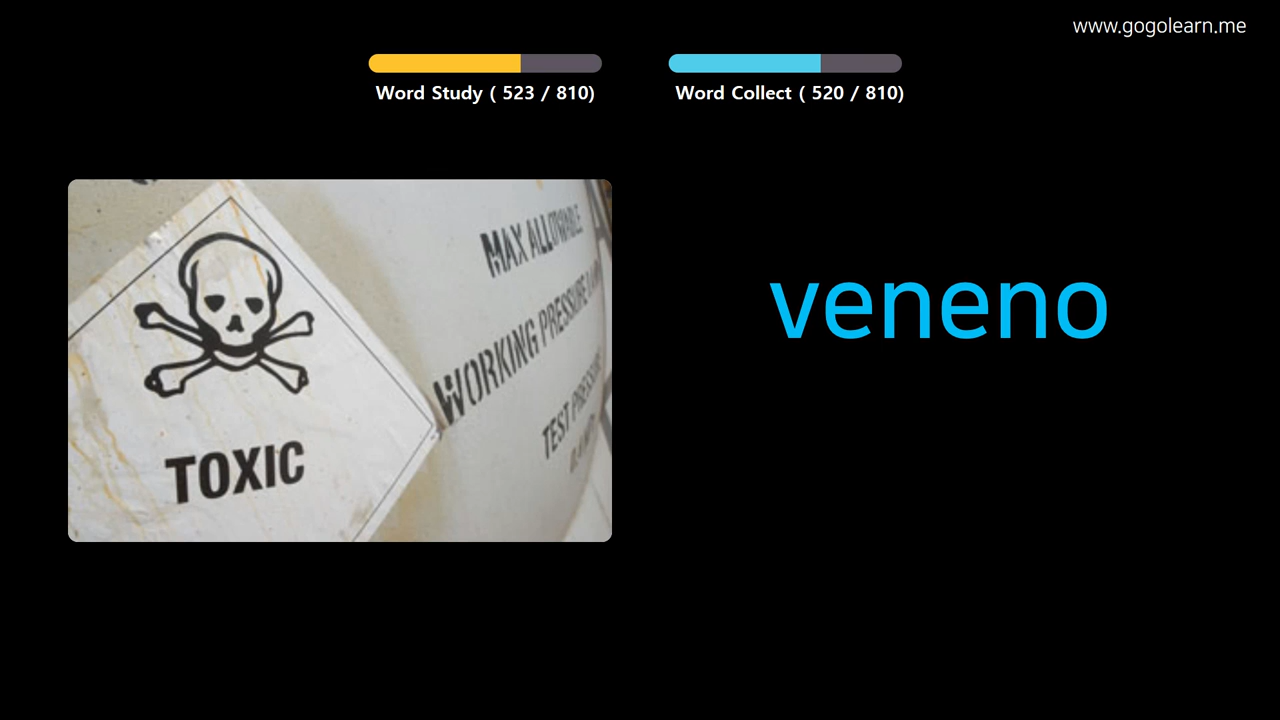 www.gogolearn.me
Word Study ( 523 / 810)
Word Collect ( 520 / 810)
veneno
MAX ALLOWABLE
WORKING PRESSURE
TEST PRESSURE
TOXIC